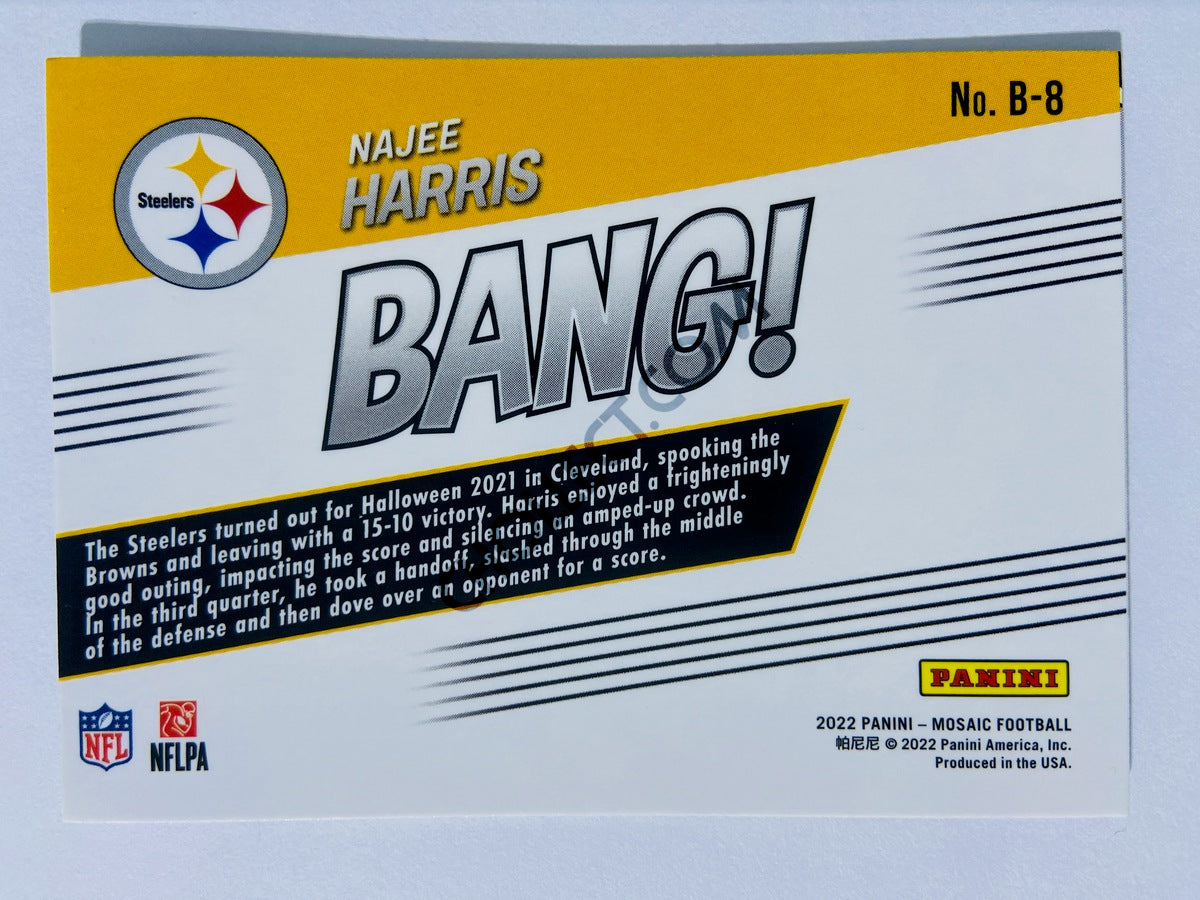 No. B-8
Steelers
NAJEE
HARRIS
BANG!
The Steelers turned out for Halloween 2021 in Cleveland, spooking the
Browns and leaving with a 15-10 victory. Harris enjoyed a frighteningly
good outing, impacting the score and silencing an amped-up crowd.
In the third quarter, he took a handoff, slashed through the middle
of the defense and then dove over an opponent for a score.
PANINI
NFL
NFLPA
2022 PANINI – MOSAIC FOOTBALL
帕尼尼 © 2022 Panini America, Inc.
Produced in the USA.